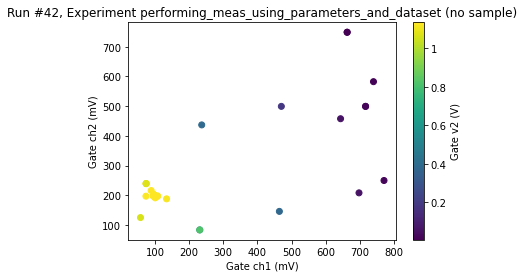 Run #42, Experiment performing_meas_using_parameters_and_dataset (no sample)
700
600
500
400
300
200
100
Gate ch2 (mV)
100 200 300 400 500 600 700 800
Gate ch1 (mV)
1
0.8
0.6
0.4
0.2
Gate v2 (V)